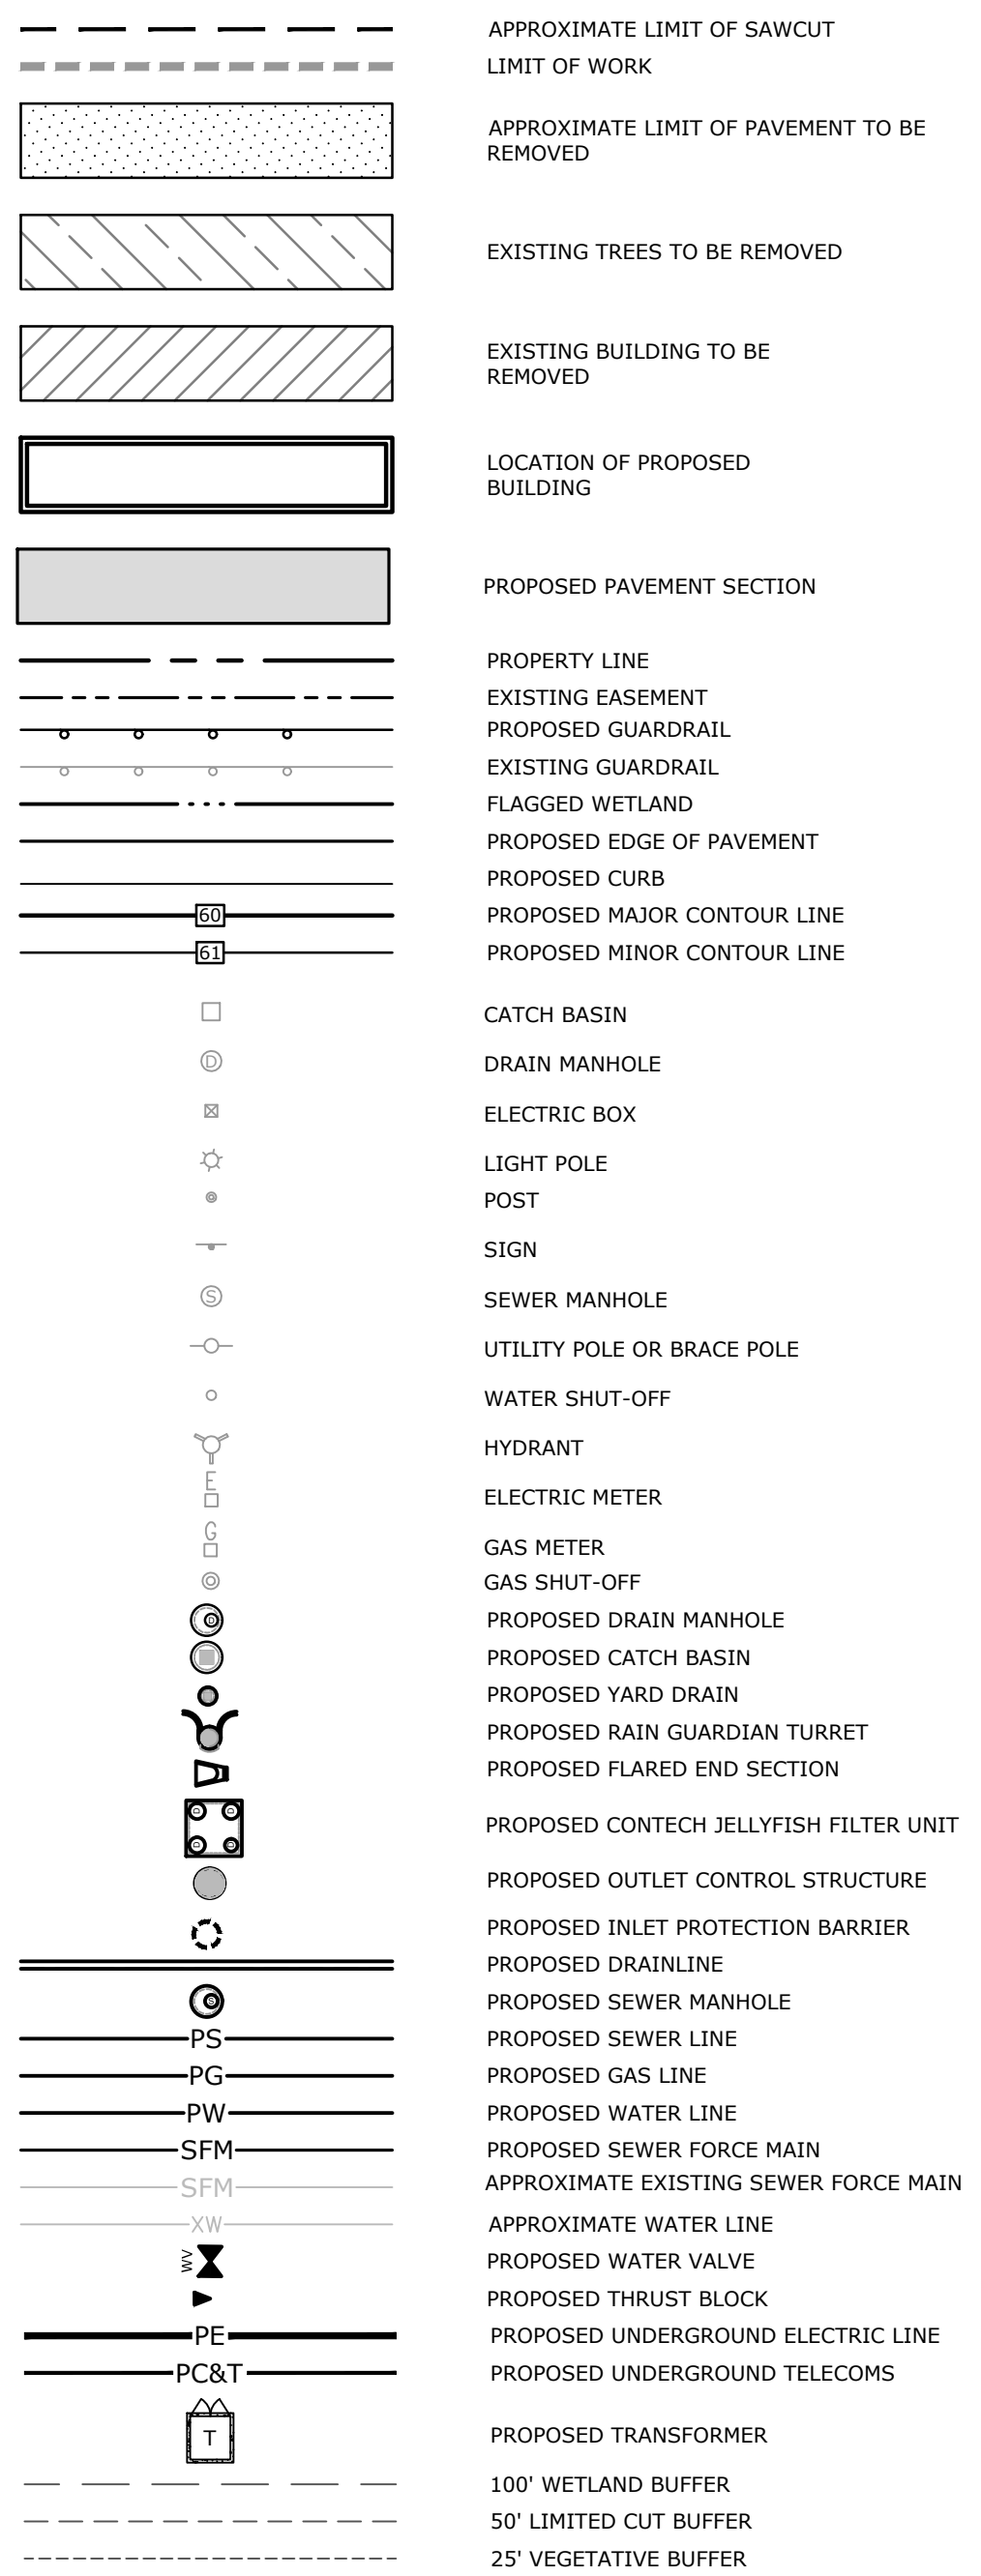 APPROXIMATE LIMIT OF SAWCUT
LIMIT OF WORK
APPROXIMATE LIMIT OF PAVEMENT TO BE
REMOVED
EXISTING TREES TO BE REMOVED
EXISTING BUILDING TO BE
REMOVED
LOCATION OF PROPOSED
BUILDING
PROPOSED PAVEMENT SECTION
PROPERTY LINE
EXISTING EASEMENT
PROPOSED GUARDRAIL
EXISTING GUARDRAIL
FLAGGED WETLAND
PROPOSED EDGE OF PAVEMENT
PROPOSED CURB
60 PROPOSED MAJOR CONTOUR LINE
61 PROPOSED MINOR CONTOUR LINE
CATCH BASIN
D DRAIN MANHOLE
ELECTRIC BOX
LIGHT POLE
POST
SIGN
S SEWER MANHOLE
UTILITY POLE OR BRACE POLE
WATER SHUT-OFF
HYDRANT
E ELECTRIC METER
G GAS METER
GAS SHUT-OFF
D PROPOSED DRAIN MANHOLE
PROPOSED CATCH BASIN
PROPOSED YARD DRAIN
PROPOSED RAIN GUARDIAN TURRET
PROPOSED FLARED END SECTION
D D
D D
PROPOSED CONTECH JELLYFISH FILTER UNIT
PROPOSED OUTLET CONTROL STRUCTURE
PROPOSED INLET PROTECTION BARRIER
PROPOSED DRAINLINE
S PROPOSED SEWER MANHOLE
PS PROPOSED SEWER LINE
PG PROPOSED GAS LINE
PW PROPOSED WATER LINE
SFM PROPOSED SEWER FORCE MAIN
SFM APPROXIMATE EXISTING SEWER FORCE MAIN
XW APPROXIMATE WATER LINE
WV PROPOSED WATER VALVE
PROPOSED THRUST BLOCK
PE PROPOSED UNDERGROUND ELECTRIC LINE
PC&T PROPOSED UNDERGROUND TELECOMS
T PROPOSED TRANSFORMER
100' WETLAND BUFFER
50' LIMITED CUT BUFFER
25' VEGETATIVE BUFFER